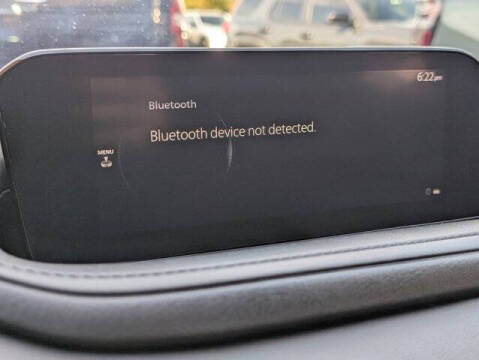 6:22pm
Bluetooth
Bluetooth device not detected.
MENU